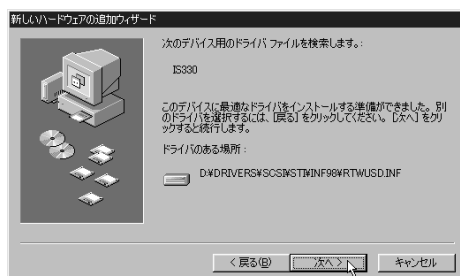 新しいハードウェアの追加ウィザード
次のデバイス用のドライバ ファイルを検索します。:
IS330
このデバイスに最適なドライバをインストールする準備ができました。別
のドライバを選択するには、[戻る] をクリックしてください。[次へ] をクリ
ックすると続行します。
ドライバのある場所 :
D:¥DRIVERS¥SCSI¥STI¥INF98¥RTWUSD.INF
< 戻る(B)
次へ >
キャンセル